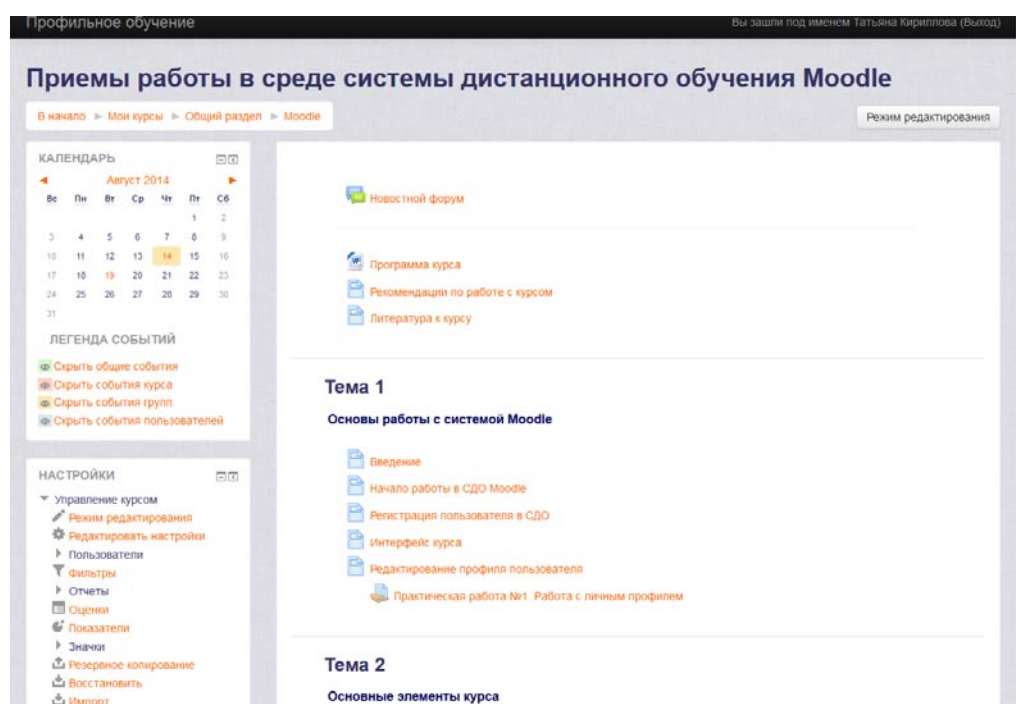 Профильное обучение
Вы зашли под именем Татьяна Кириллова (Выход)
Приемы работы в среде системы дистанционного обучения Moodle
В начало ► Мои курсы ► Общий раздел ► Moodle
Режим редактирования
КАЛЕНДАРЬ
◄ Август 2014 ►
Вс Пн Вт Ср Чт Пт Сб
1 2
3 4 5 6 7 8 9
10 11 12 13 14 15 16
17 18 19 20 21 22 23
24 25 26 27 28 29 30
31
ЛЕГЕНДА СОБЫТИЙ
Скрыть общие события
Скрыть события курса
Скрыть события групп
Скрыть события пользователей
НАСТРОЙКИ
Управление курсом
Режим редактирования
Редактировать настройки
Пользователи
Фильтры
Отчеты
Оценки
Показатели
Значки
Резервное копирование
Восстановить
Импорт
Новостной форум
Программа курса
Рекомендации по работе с курсом
Литература к курсу
Тема 1
Основы работы с системой Moodle
Введение
Начало работы в СДО Moodle
Регистрация пользователя в СДО
Интерфейс курса
Редактирование профиля пользователя
Практическая работа №1. Работа с личным профилем
Тема 2
Основные элементы курса